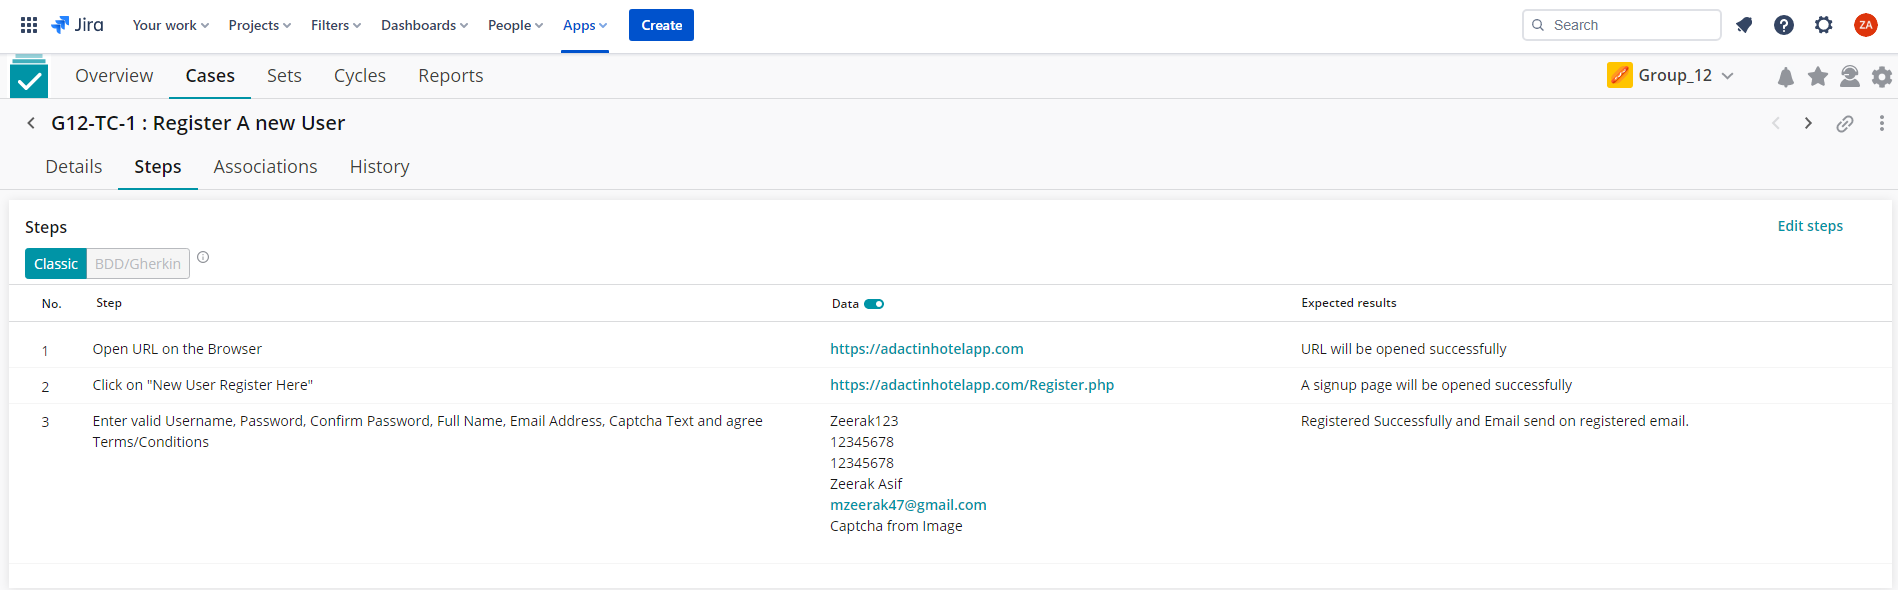 Jira Your work Projects Filters Dashboards People Apps Create Search ZA
Overview Cases Sets Cycles Reports Group_12
G12-TC-1 : Register A new User
Details Steps Associations History
Steps Edit steps
Classic BDD/Gherkin
No. Step Data Expected results
1 Open URL on the Browser https://adactinhotelapp.com URL will be opened successfully
2 Click on "New User Register Here" https://adactinhotelapp.com/Register.php A signup page will be opened successfully
3 Enter valid Username, Password, Confirm Password, Full Name, Email Address, Captcha Text and agree Zeerak123 Registered Successfully and Email send on registered email.
Terms/Conditions 12345678
12345678
Zeerak Asif
mzeerak47@gmail.com
Captcha from Image